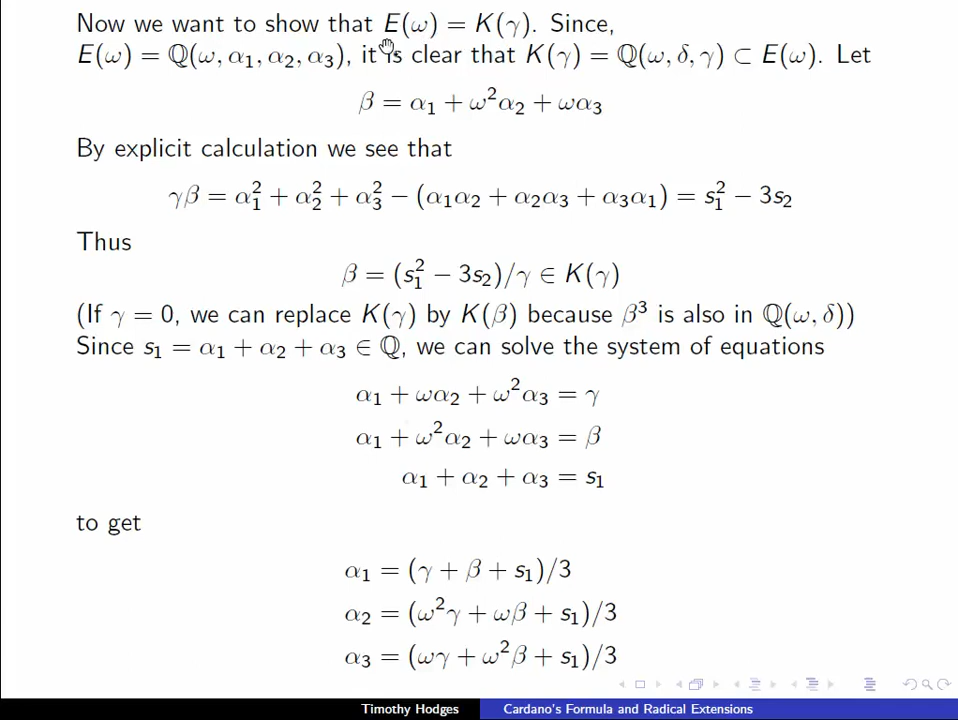 Now we want to show that E(ω) = K(γ). Since,
E(ω) = ℚ(ω, α₁, α₂, α₃), it is clear that K(γ) = ℚ(ω, δ, γ) ⊂ E(ω). Let
β = α₁ + ω²α₂ + ωα₃
By explicit calculation we see that
γβ = α₁² + α₂² + α₃² − (α₁α₂ + α₂α₃ + α₃α₁) = s₁² − 3s₂
Thus
β = (s₁² − 3s₂)/γ ∈ K(γ)
(If γ = 0, we can replace K(γ) by K(β) because β³ is also in ℚ(ω, δ))
Since s₁ = α₁ + α₂ + α₃ ∈ ℚ, we can solve the system of equations
α₁ + ωα₂ + ω²α₃ = γ
α₁ + ω²α₂ + ωα₃ = β
α₁ + α₂ + α₃ = s₁
to get
α₁ = (γ + β + s₁)/3
α₂ = (ω²γ + ωβ + s₁)/3
α₃ = (ωγ + ω²β + s₁)/3
Timothy Hodges Cardano's Formula and Radical Extensions